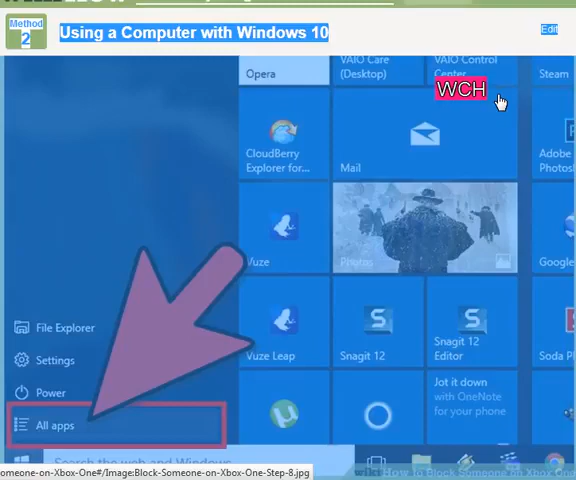 Method
2
Using a Computer with Windows 10
Edit
Opera
VAIO Care
(Desktop)
VAIO Control
Center
Steam
WCH
CloudBerry
Explorer for...
Mail
Adobe
Photos
Vuze
Photos
Google
File Explorer
Vuze Leap
Snagit 12
Snagit 12
Editor
Soda P
Settings
Power
Jot it down
with OneNote
for your phone
All apps
Search the web and Windows
omeone-on-Xbox-One#/Image:Block-Someone-on-Xbox-One-Step-8.jpg
wikiHow to Block Someone on Xbox One